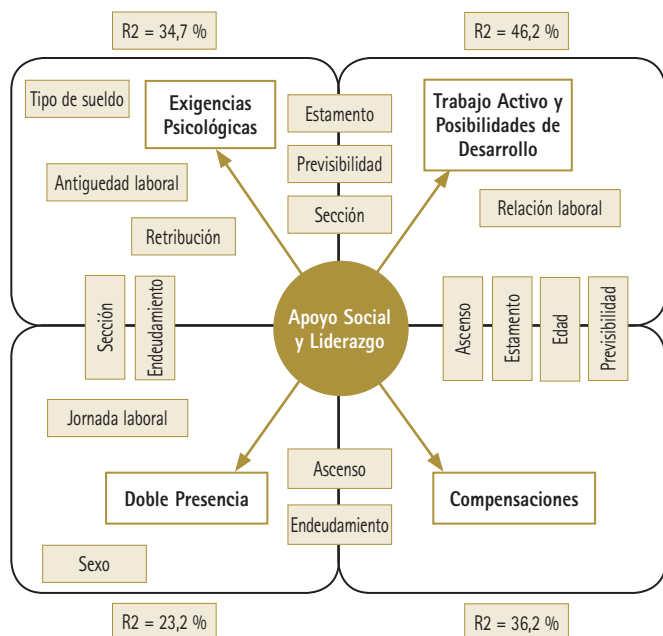 R2 = 34,7 %
R2 = 46,2 %
Tipo de sueldo
Exigencias
Psicológicas
Estamento
Trabajo Activo y
Posibilidades de
Desarrollo
Previsibilidad
Antiguedad laboral
Sección
Relación laboral
Retribución
Sección
Endeudamiento
Apoyo Social
y Liderazgo
Ascenso
Estamento
Edad
Previsibilidad
Jornada laboral
Ascenso
Doble Presencia
Compensaciones
Endeudamiento
Sexo
R2 = 23,2 %
R2 = 36,2 %